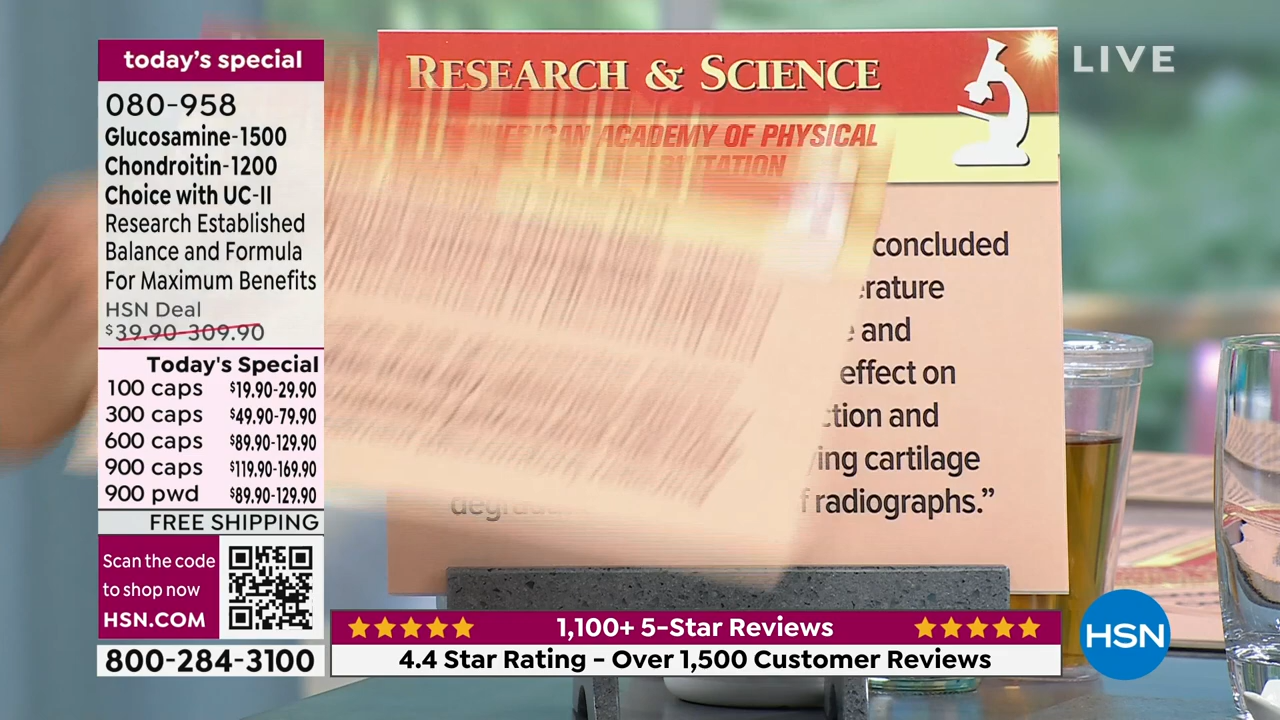 today's special
080-958
Glucosamine-1500
Chondroitin-1200
Choice with UC-II
Research Established
Balance and Formula
For Maximum Benefits
HSN Deal
$39.90-309.90
Today's Special
100 caps $19.90-29.90
300 caps $49.90-79.90
600 caps $89.90-129.90
900 caps $119.90-169.90
900 pwd $89.90-129.90
FREE SHIPPING
Scan the code
to shop now
HSN.COM
800-284-3100
RESEARCH & SCIENCE
AMERICAN ACADEMY OF PHYSICAL
concluded
and
effect on
and
cartilage
radiographs.”
LIVE
1,100+ 5-Star Reviews
4.4 Star Rating - Over 1,500 Customer Reviews
HSN